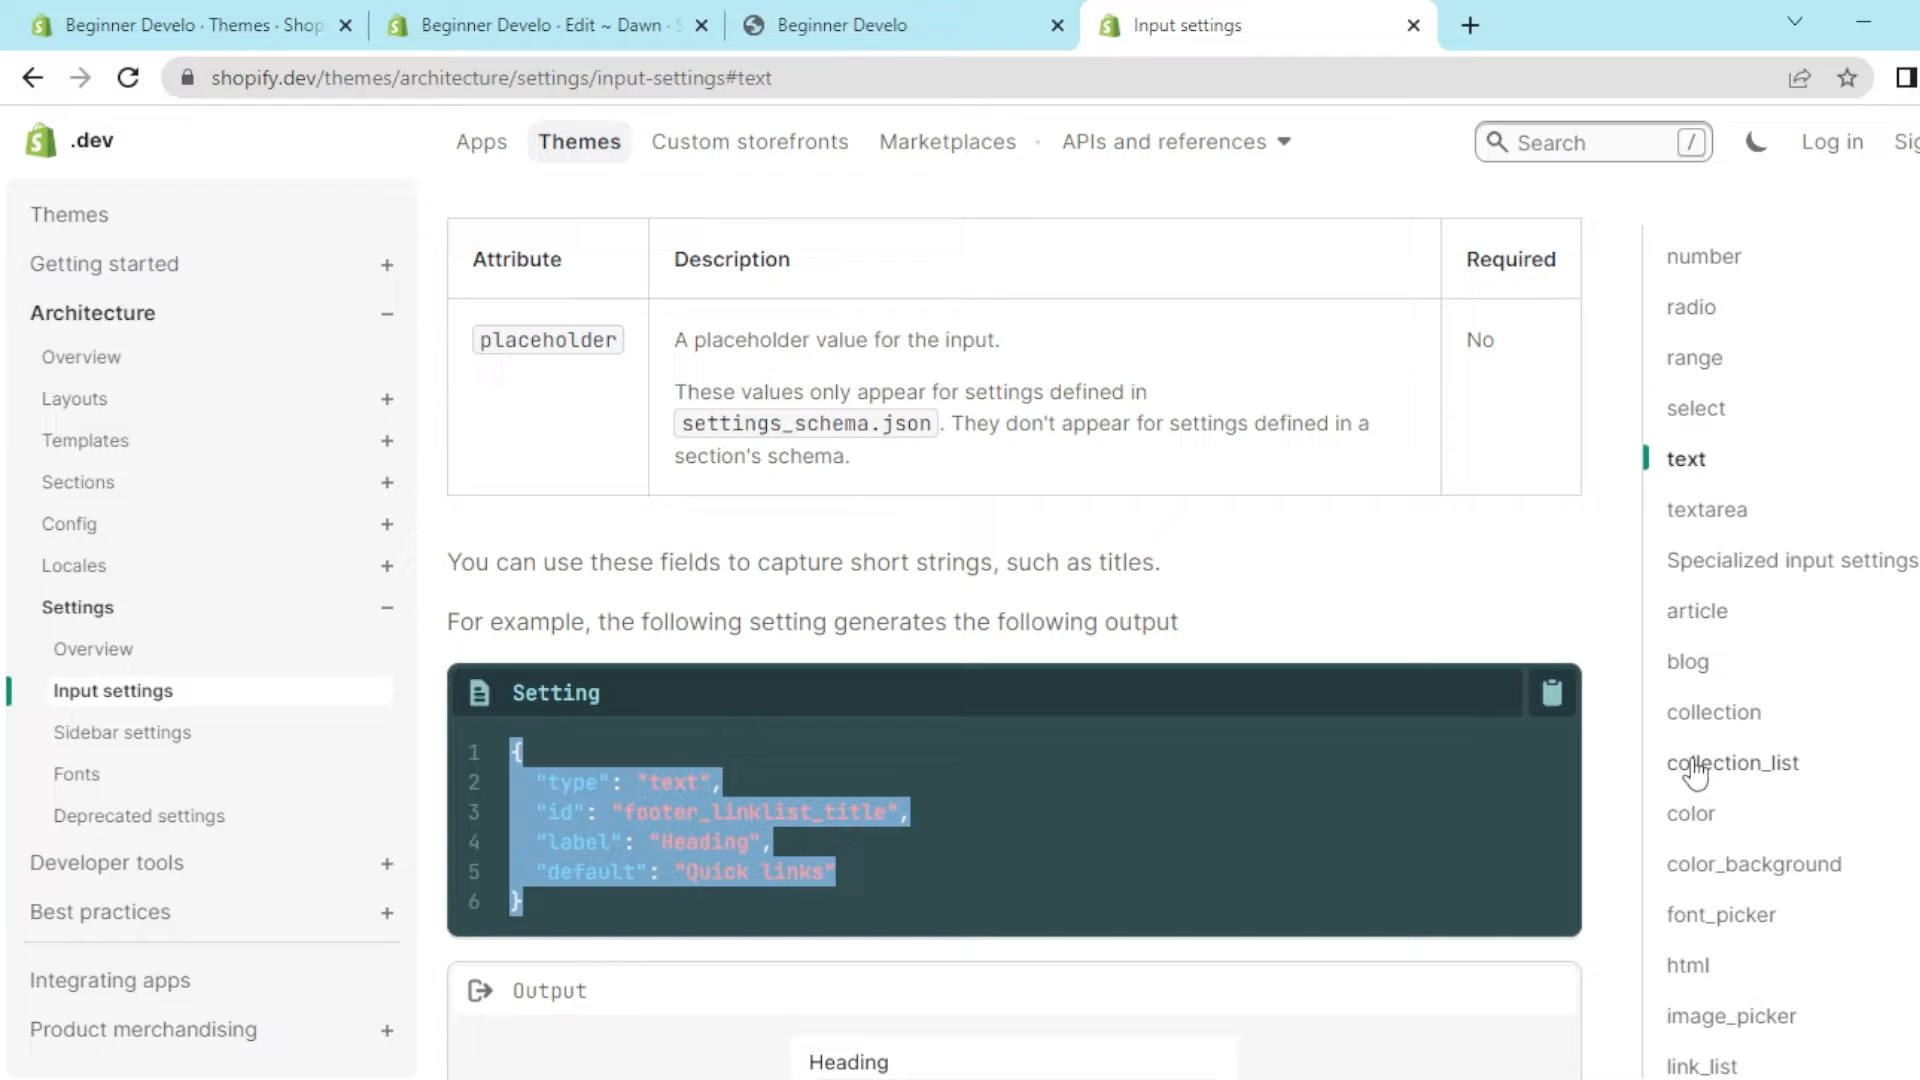 Beginner Develo · Themes · Shop
Beginner Develo · Edit ~ Dawn · S
Beginner Develo
Input settings
shopify.dev/themes/architecture/settings/input-settings#text
.dev
Apps
Themes
Custom storefronts
Marketplaces
APIs and references
Search
/
Log in
Sig
Themes
Getting started
Architecture
Overview
Layouts
Templates
Sections
Config
Locales
Settings
Overview
Input settings
Sidebar settings
Fonts
Deprecated settings
Developer tools
Best practices
Integrating apps
Product merchandising
Attribute
Description
Required
placeholder
A placeholder value for the input.
No
These values only appear for settings defined in
settings_schema.json. They don't appear for settings defined in a
section's schema.
You can use these fields to capture short strings, such as titles.
For example, the following setting generates the following output
Setting
1 {
2 "type": "text",
3 "id": "footer_linklist_title",
4 "label": "Heading",
5 "default": "Quick links"
6 }
Output
Heading
number
radio
range
select
text
textarea
Specialized input settings
article
blog
collection
collection_list
color
color_background
font_picker
html
image_picker
link_list